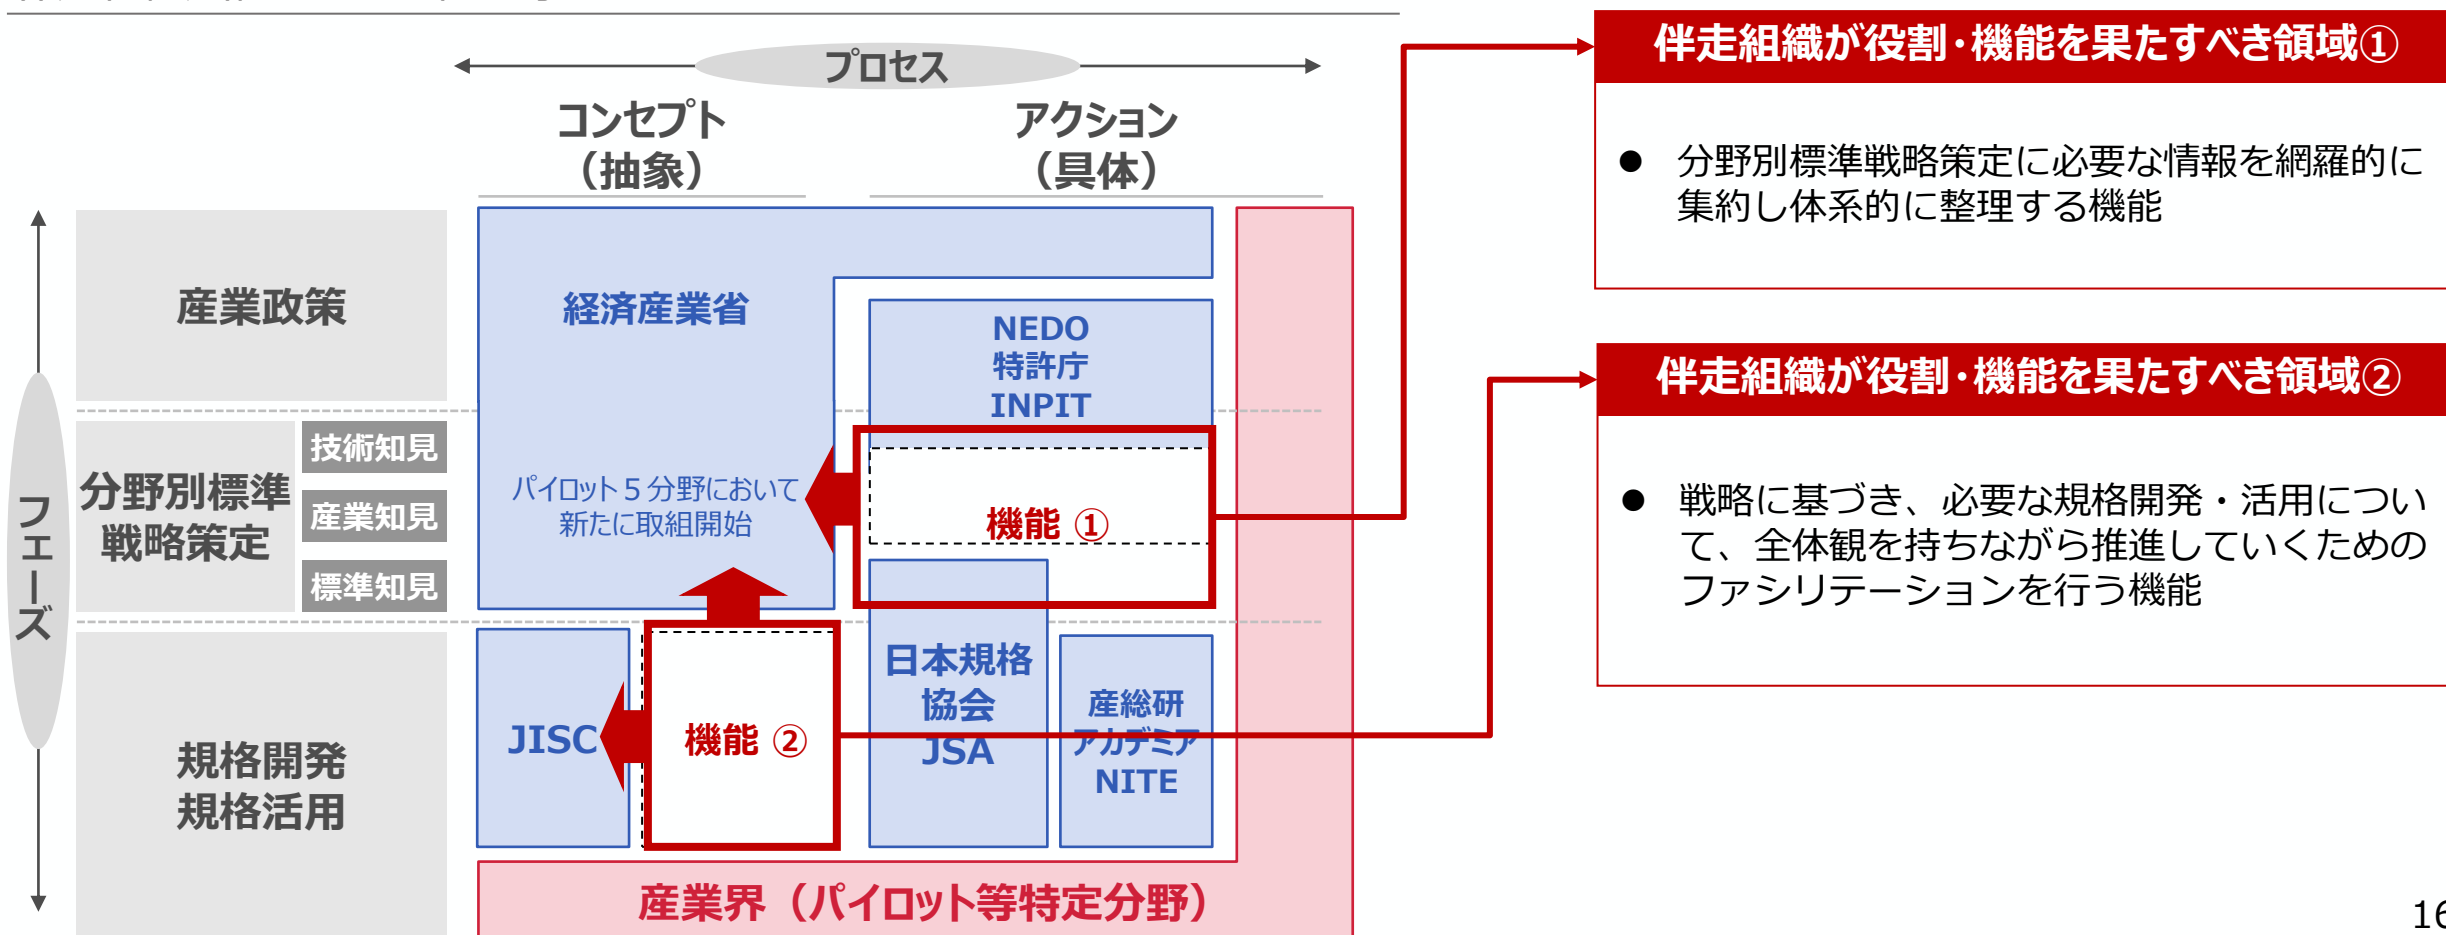 プロセス
コンセプト
（抽象）
アクション
（具体）
フェーズ
産業政策
分野別標準
戦略策定
技術知見
産業知見
標準知見
規格開発
規格活用
経済産業省
パイロット５分野において
新たに取組開始
NEDO
特許庁
INPIT
機能 ①
JISC
機能 ②
日本規格
協会
JSA
産総研
アカデミア
NITE
産業界（パイロット等特定分野）
伴走組織が役割・機能を果たすべき領域①
● 分野別標準戦略策定に必要な情報を網羅的に
集約し体系的に整理する機能
伴走組織が役割・機能を果たすべき領域②
● 戦略に基づき、必要な規格開発・活用につい
て、全体観を持ちながら推進していくための
ファシリテーションを行う機能
16